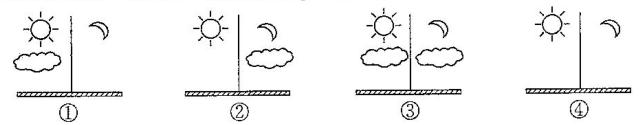 ① ② ③ ④